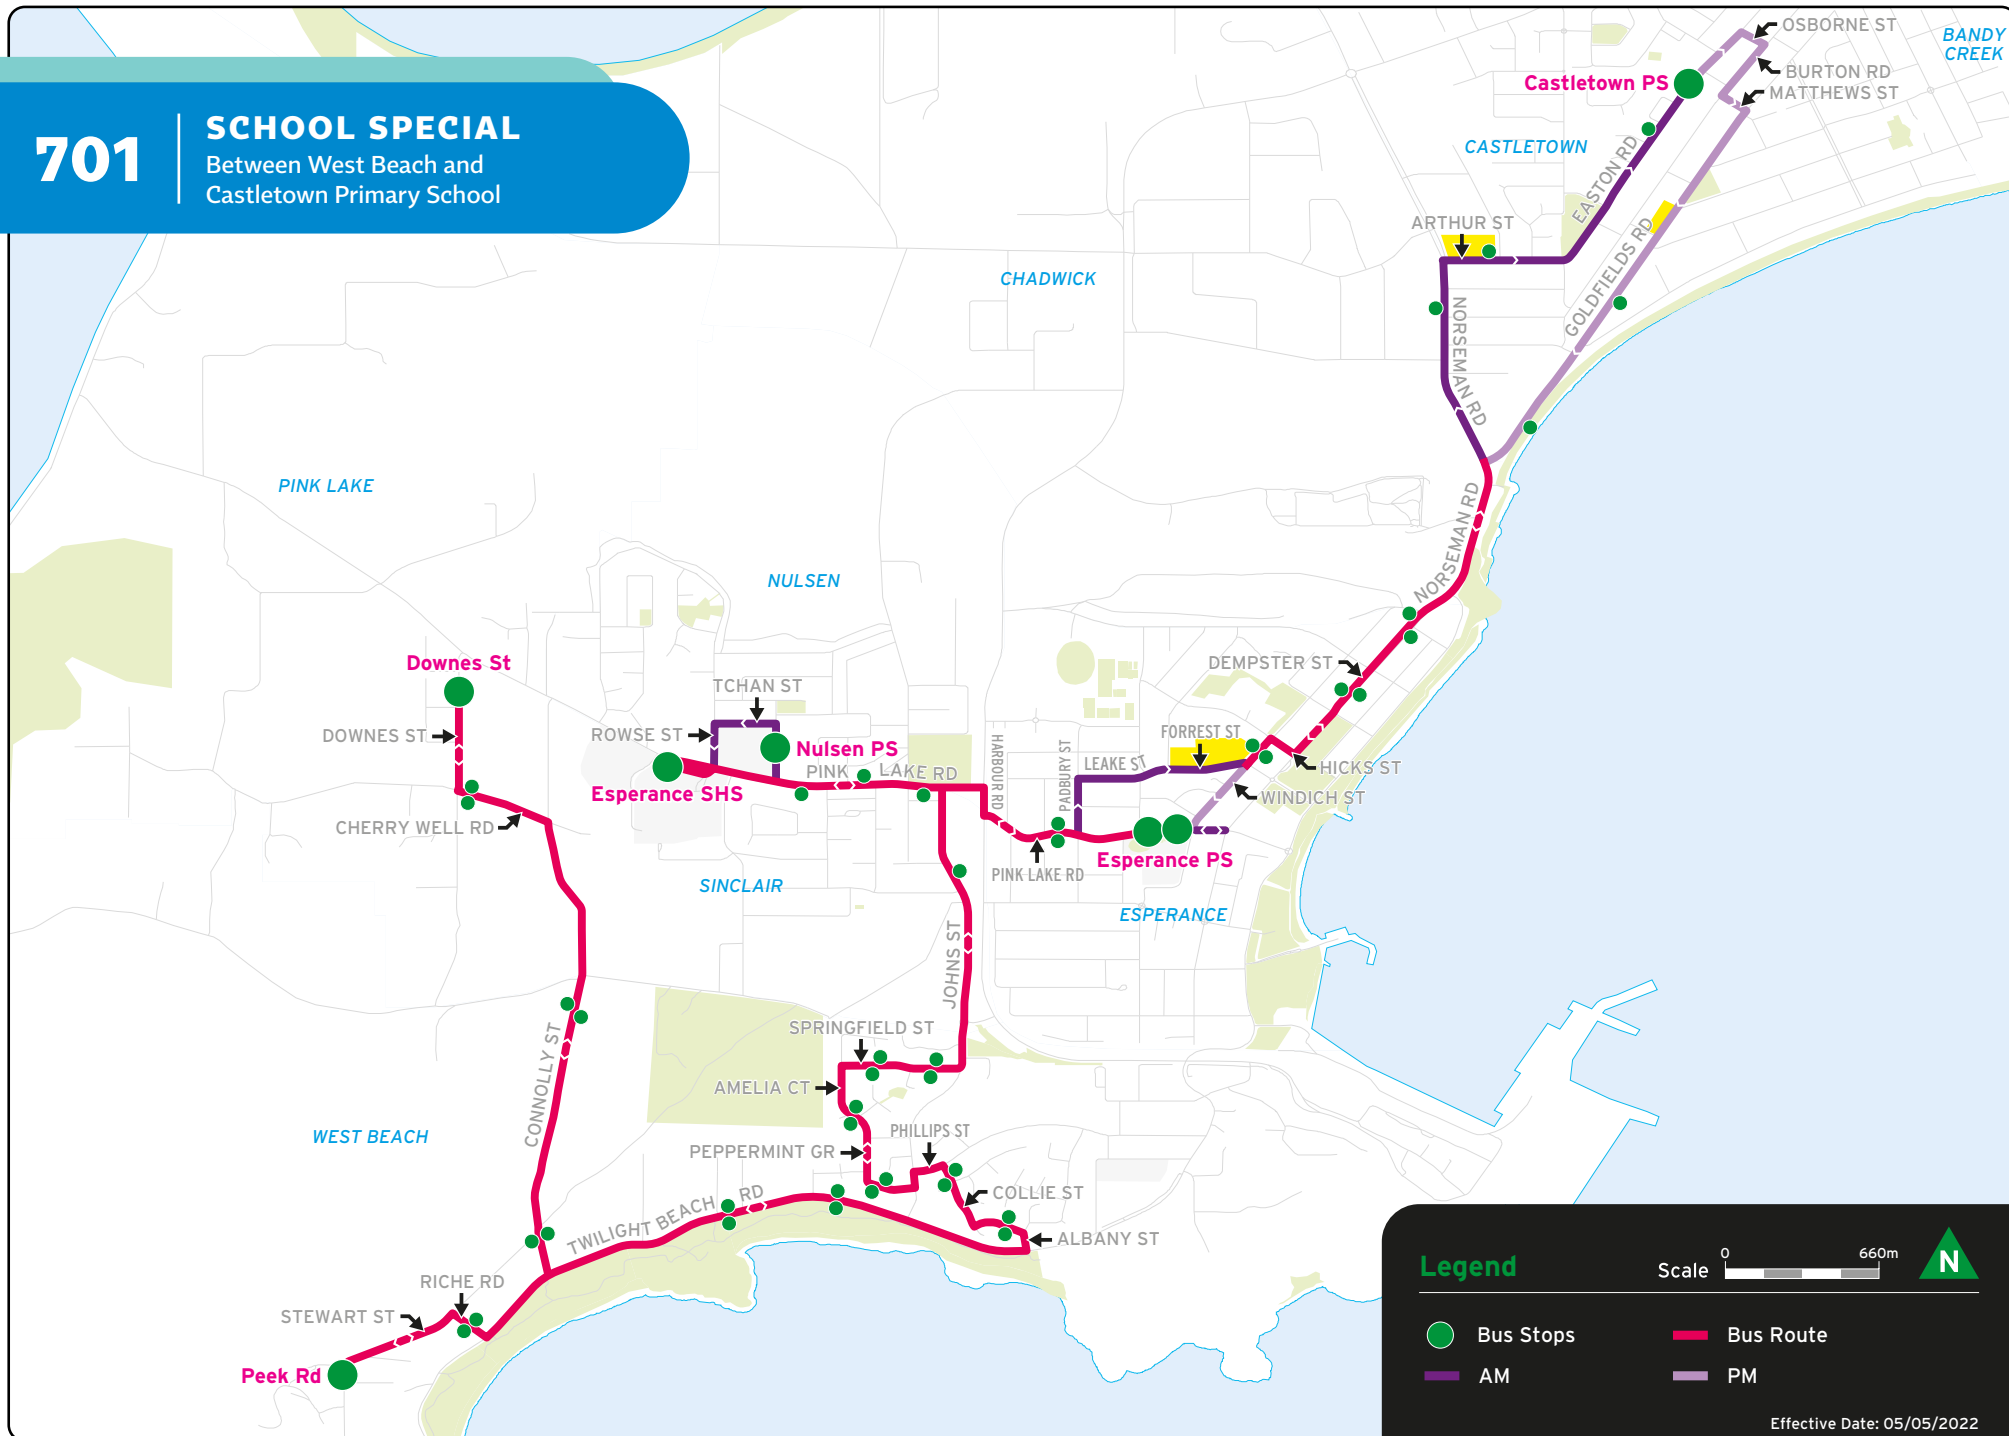 701
SCHOOL SPECIAL
Between West Beach and
Castletown Primary School
OSBORNE ST
BANDY
CREEK
BURTON RD
MATTHEWS ST
Castletown PS
CASTLETOWN
EASTON RD
ARTHUR ST
GOLDFIELDS RD
CHADWICK
NORSEMAN RD
PINK LAKE
NORSEMAN RD
NULSEN
Downes St
DEMPSTER ST
TCHAN ST
DOWNES ST
ROWSE ST
Nulsen PS
FORREST ST
HARBOUR RD
PADBURY ST
LEAKE ST
PINK LAKE RD
HICKS ST
Esperance SHS
WINDICH ST
CHERRY WELL RD
Esperance PS
PINK LAKE RD
SINCLAIR
ESPERANCE
JOHNS ST
SPRINGFIELD ST
CONNOLLY ST
AMELIA CT
WEST BEACH
PHILLIPS ST
PEPPERMINT GR
COLLIE ST
TWILIGHT BEACH RD
ALBANY ST
RICHE RD
STEWART ST
Peek Rd
Legend
Scale
0
660m
N
Bus Stops
Bus Route
AM
PM
Effective Date: 05/05/2022